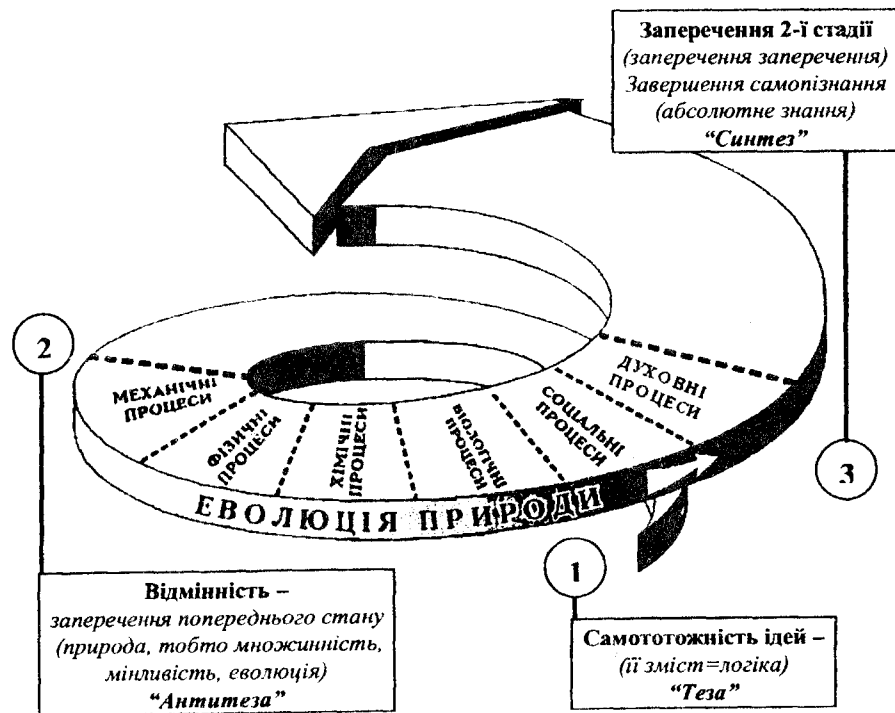 Заперечення 2-ї стадії
(заперечення заперечення)
Завершення самопізнання
(абсолютне знання)
“Синтез”
2
МЕХАНІЧНІ
ПРОЦЕСИ
ФІЗИЧНІ
ПРОЦЕСИ
ХІМІЧНІ
ПРОЦЕСИ
БІОЛОГІЧНІ
ПРОЦЕСИ
СОЦІАЛЬНІ
ПРОЦЕСИ
ДУХОВНІ
ПРОЦЕСИ
3
ЕВОЛЮЦІЯ ПРИРОДИ
1
Відмінність –
заперечення попереднього стану
(природа, тобто множинність,
мінливість, еволюція)
“Антитеза”
Самототожність ідей –
(її зміст=логіка)
“Теза”